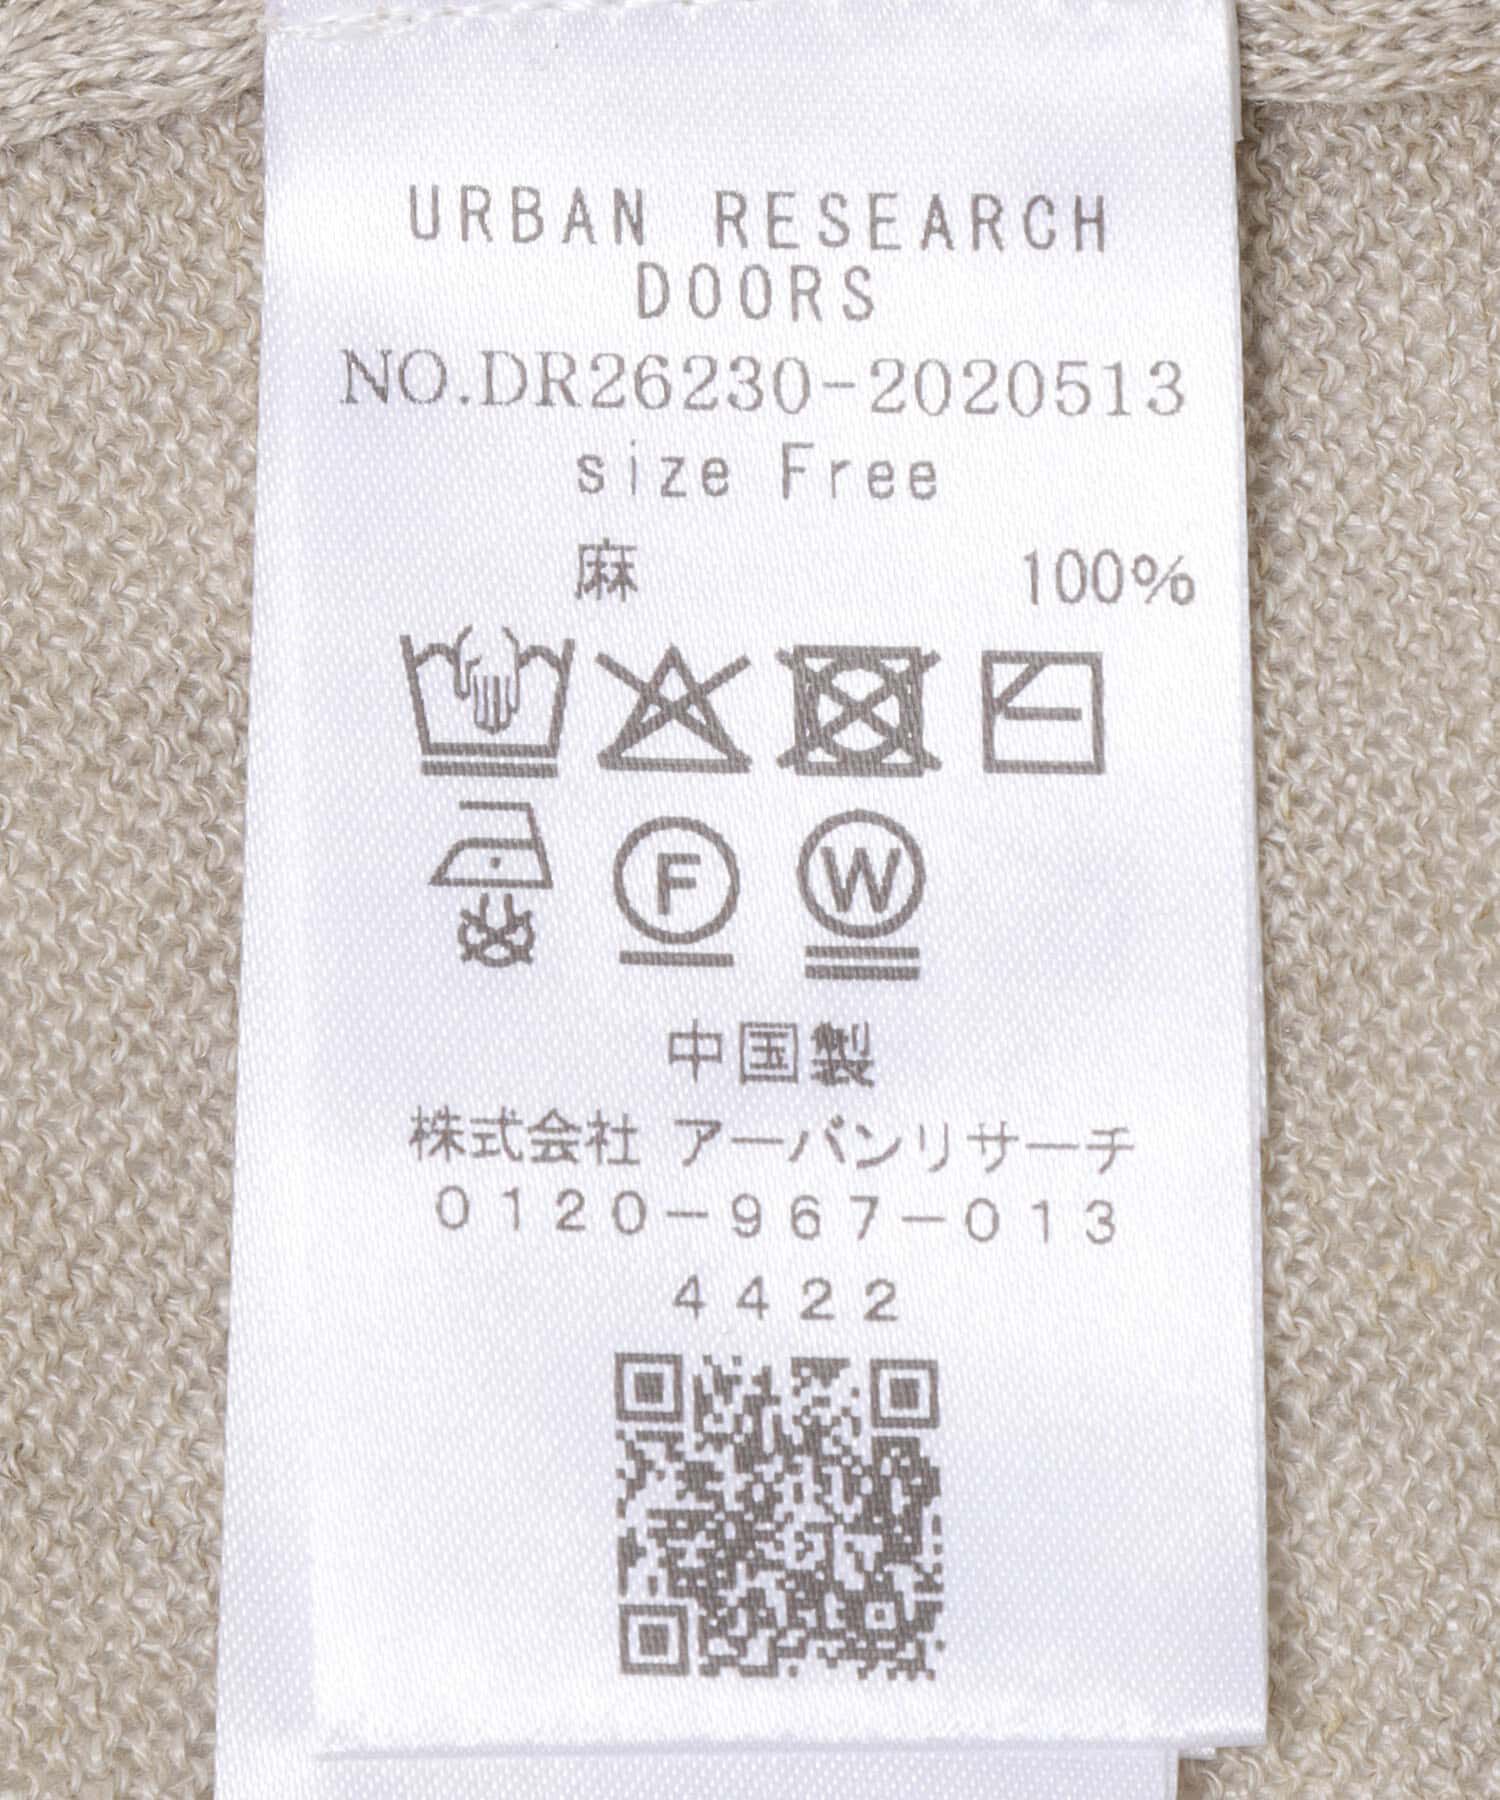 URBAN RESEARCH
DOORS
NO.DR26230-2020513
size Free
麻 100%
F W
中国製
株式会社 アーバンリサーチ
0120-967-013
4422